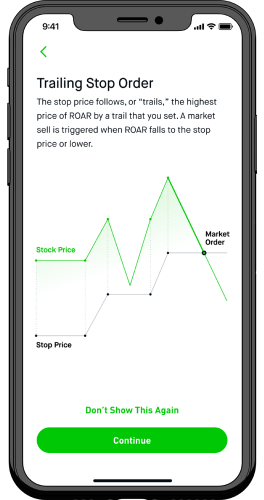 9:41
Trailing Stop Order
The stop price follows, or “trails,” the highest
price of ROAR by a trail that you set. A market
sell is triggered when ROAR falls to the stop
price or lower.
Market
Order
Stock Price
Stop Price
Don’t Show This Again
Continue